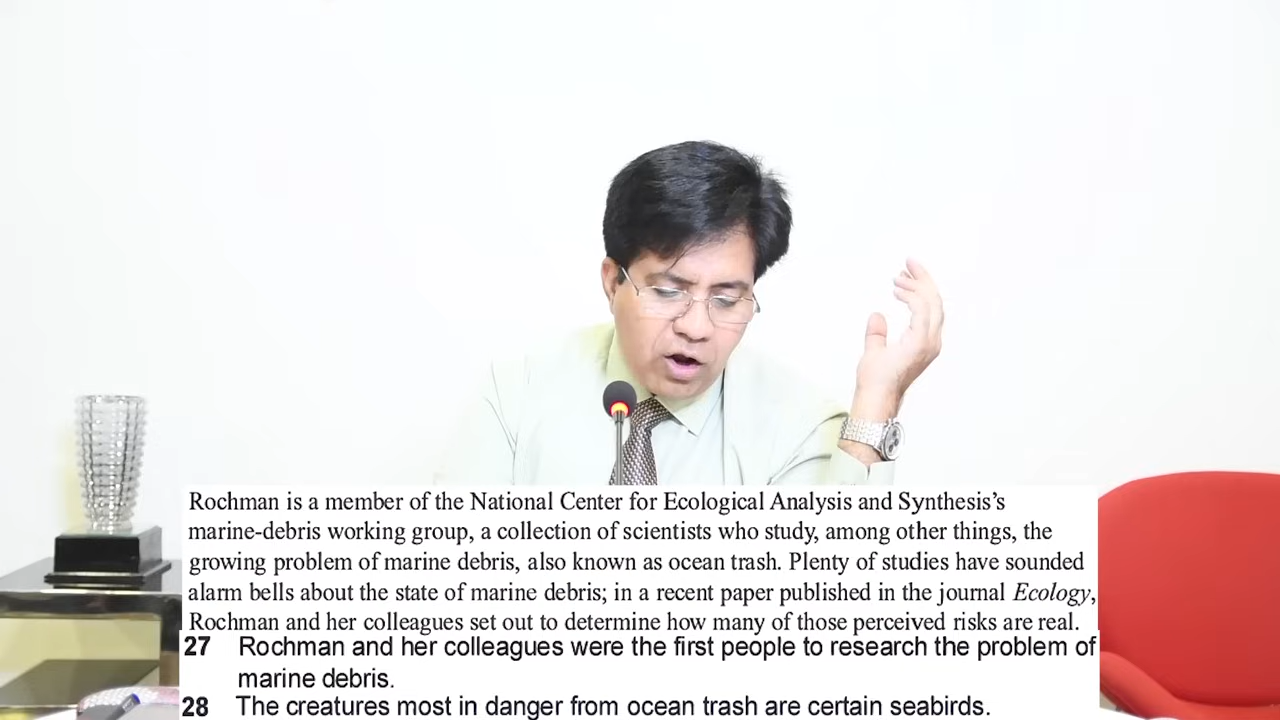 Rochman is a member of the National Center for Ecological Analysis and Synthesis's
marine-debris working group, a collection of scientists who study, among other things, the
growing problem of marine debris, also known as ocean trash. Plenty of studies have sounded
alarm bells about the state of marine debris; in a recent paper published in the journal Ecology,
Rochman and her colleagues set out to determine how many of those perceived risks are real.
27 Rochman and her colleagues were the first people to research the problem of
marine debris.
28 The creatures most in danger from ocean trash are certain seabirds.